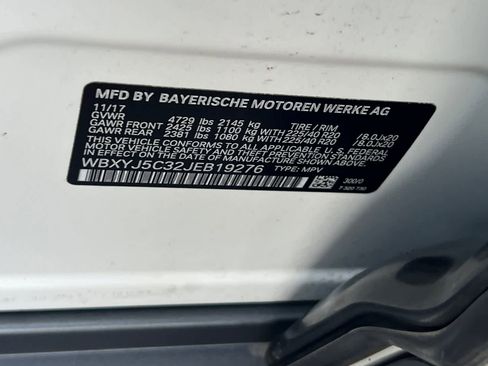 MFD BY BAYERISCHE MOTOREN WERKE AG
11/17 TIRE / RIM
GVWR 4729 lbs 2145 kg
GAWR FRONT 2425 lbs 1100 kg WITH 225/40 R20 /8.0Jx20
GAWR REAR 2381 lbs 1080 kg WITH 225/40 R20 /8.0Jx20
THIS VEHICLE CONFORMS TO ALL APPLICABLE U.S. FEDERAL
MOTOR VEHICLE SAFETY, BUMPER, AND THEFT PREVENTION
STANDARDS IN EFFECT ON THE DATE OF MANUFACTURE SHOWN ABOVE.
WBXYJ5C32JEB19276 TYPE: MPV
300/0